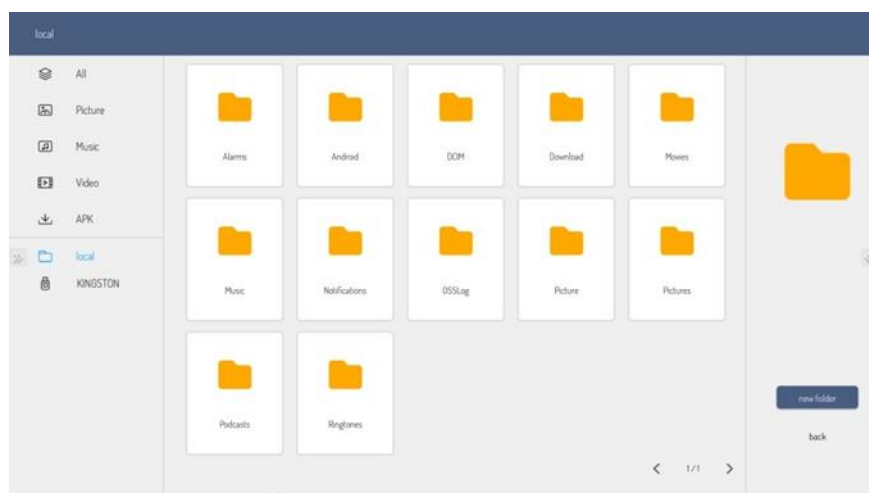 local
All
Picture
Music
Video
APK
local
KINGSTON
Alarms
Android
DCIM
Download
Movies
Music
Notifications
OSSLog
Picture
Pictures
Podcasts
Ringtones
1/1
new folder
back